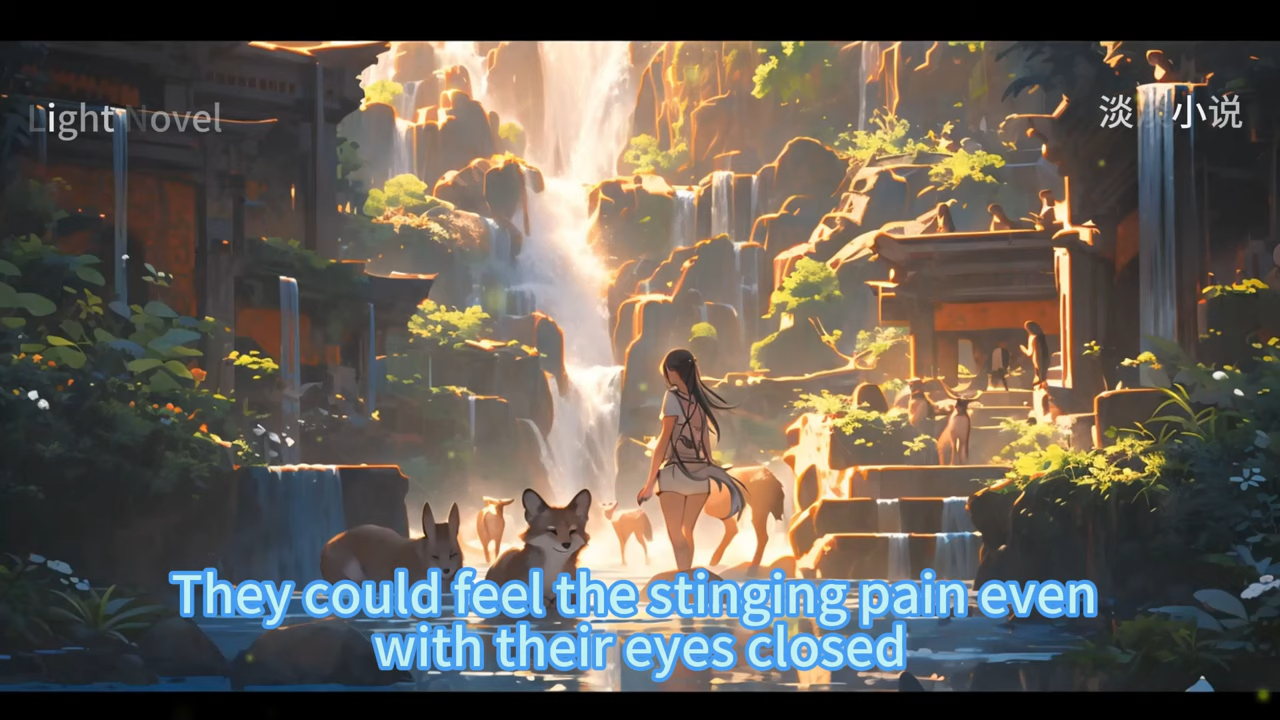 Light Novel
淡 小说
They could feel the stinging pain even
with their eyes closed